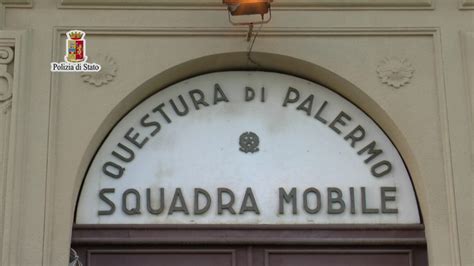 Polizia di Stato
QUESTURA DI PALERMO
SQUADRA MOBILE